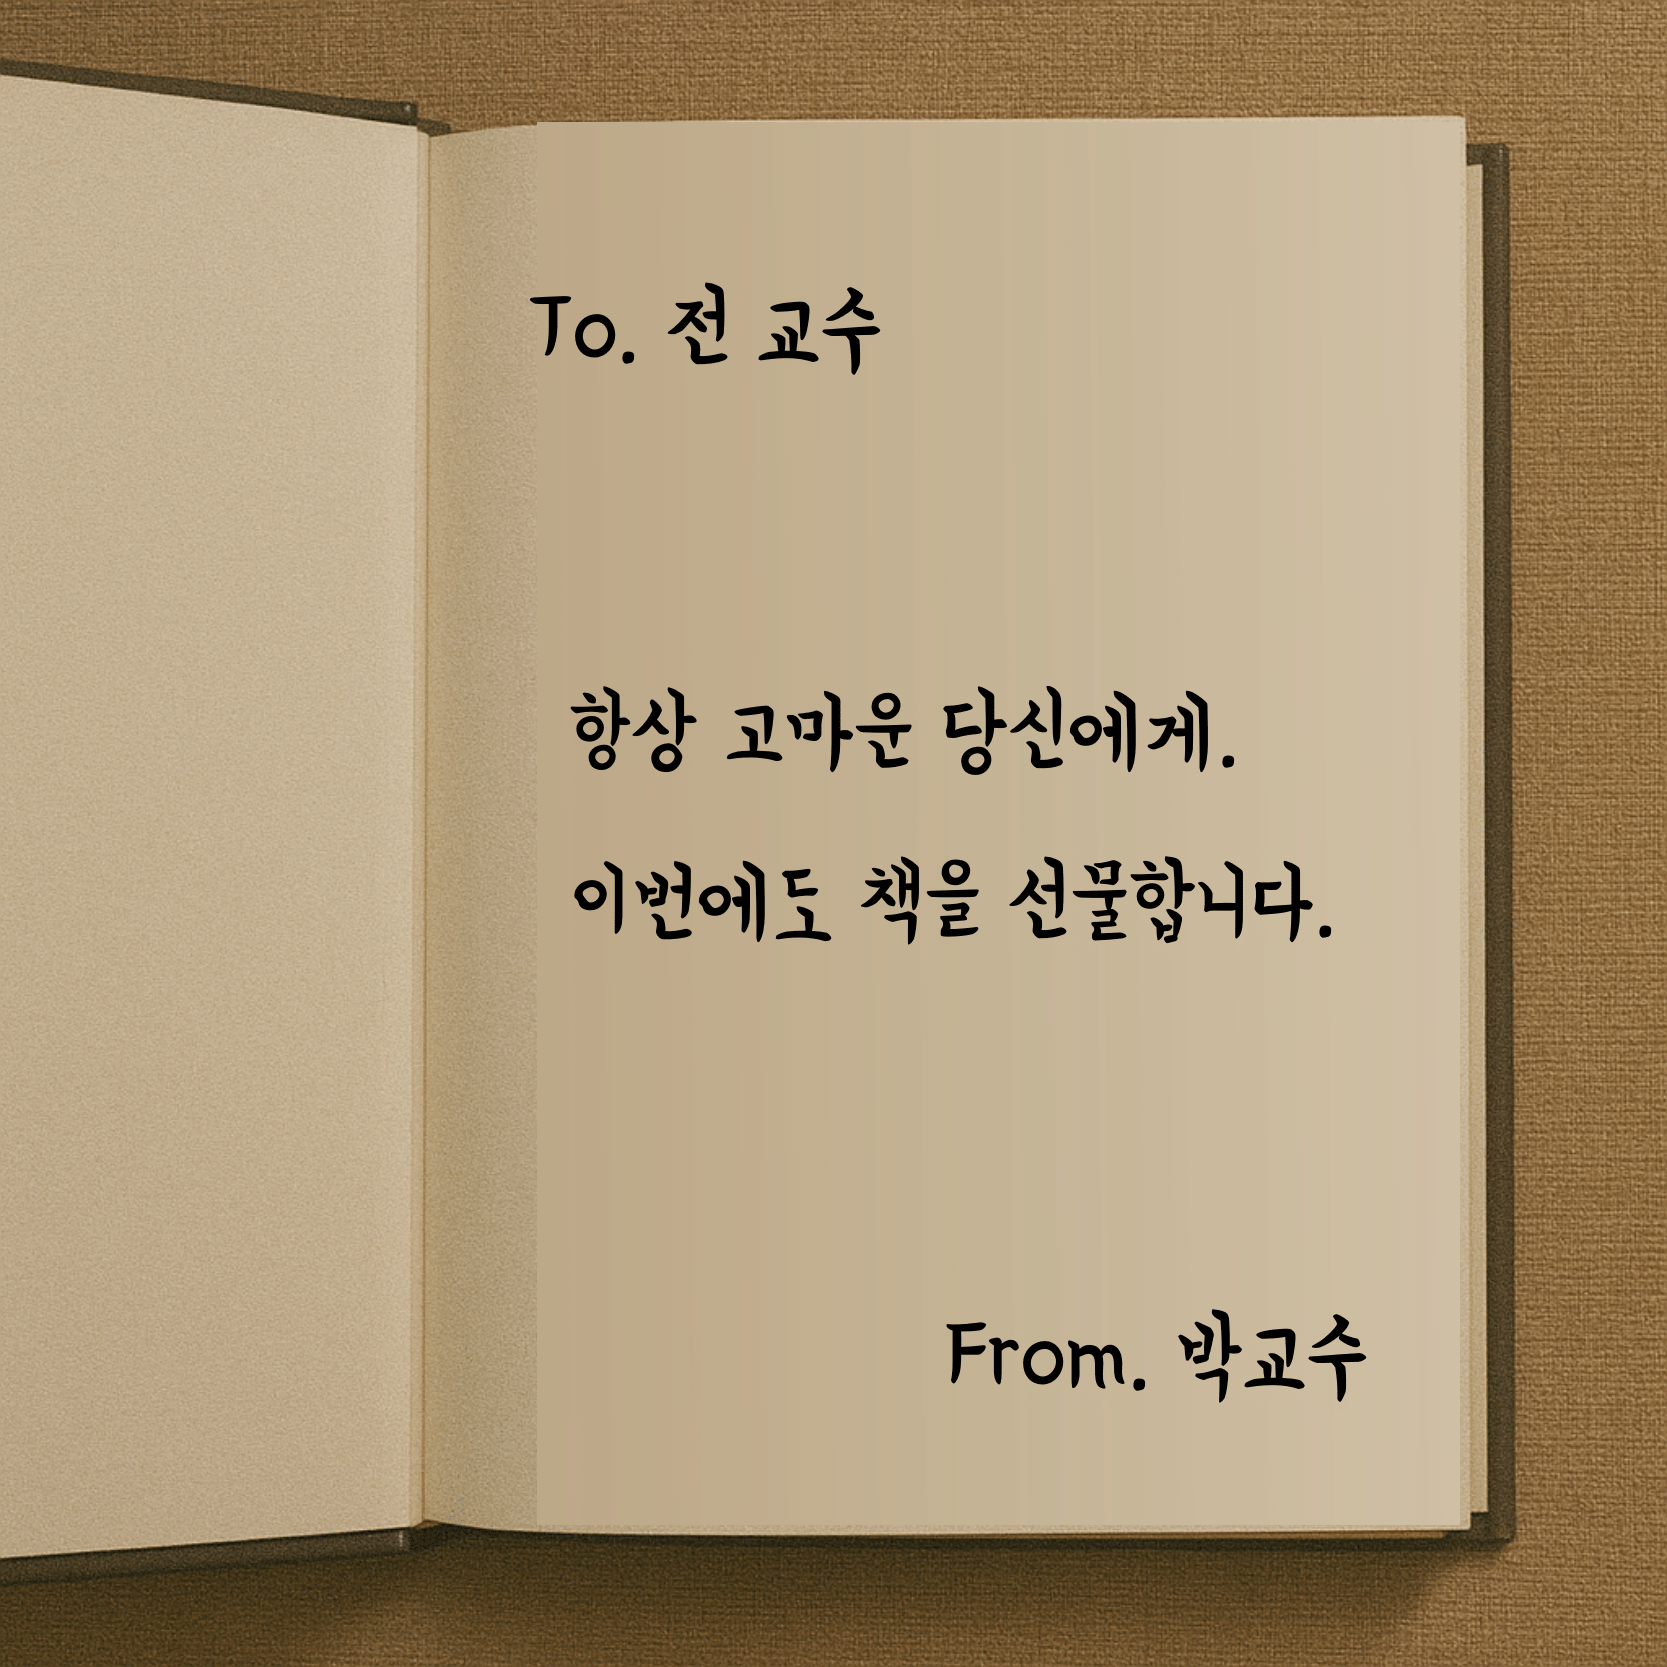 To. 전 교수
항상 고마운 당신에게.
이번에도 책을 선물합니다.
From. 박교수